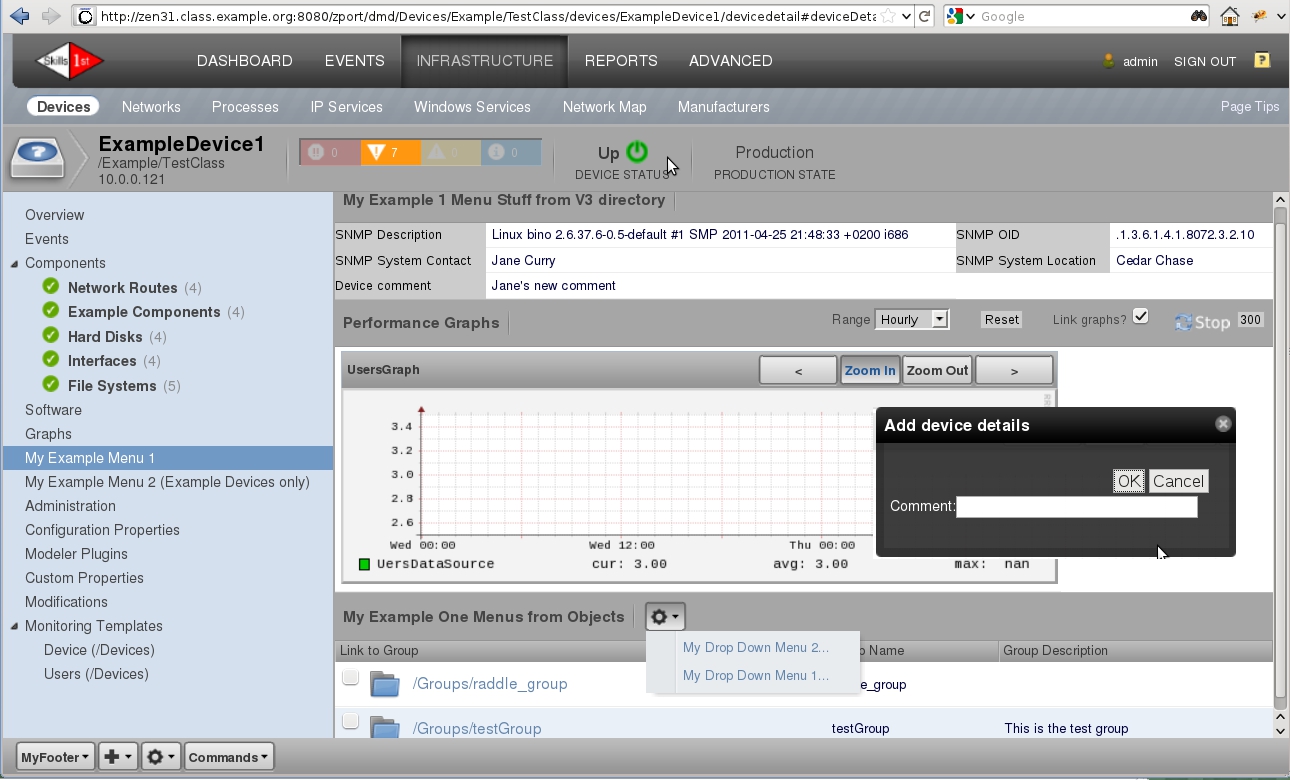 http://zen31.class.example.org:8080/zport/dmd/Devices/Example/TestClass/devices/ExampleDevice1/devicedetail#deviceDeta
Google
Skills 1st
DASHBOARD EVENTS INFRASTRUCTURE REPORTS ADVANCED
admin SIGN OUT ?
Devices Networks Processes IP Services Windows Services Network Map Manufacturers
Page Tips
ExampleDevice1
/Example/TestClass
10.0.0.121
0 7 0 0
Up
DEVICE STATUS
Production
PRODUCTION STATE
Overview
Events
Components
Network Routes (4)
Example Components (4)
Hard Disks (4)
Interfaces (4)
File Systems (5)
Software
Graphs
My Example Menu 1
My Example Menu 2 (Example Devices only)
Administration
Configuration Properties
Modeler Plugins
Custom Properties
Modifications
Monitoring Templates
Device (/Devices)
Users (/Devices)
My Example 1 Menu Stuff from V3 directory
SNMP Description Linux bino 2.6.37.6-0.5-default #1 SMP 2011-04-25 21:48:33 +0200 i686 SNMP OID .1.3.6.1.4.1.8072.3.2.10
SNMP System Contact Jane Curry SNMP System Location Cedar Chase
Device comment Jane's new comment
Performance Graphs
Range Hourly Reset Link graphs? Stop 300
UsersGraph < Zoom In Zoom Out >
3.4
3.2
3.0
2.8
2.6
Wed 00:00 Wed 12:00 Thu 00:00
UersDataSource cur: 3.00 avg: 3.00 max: nan
Add device details
OK Cancel
Comment:
My Example One Menus from Objects
My Drop Down Menu 2...
My Drop Down Menu 1...
Link to Group Name Group Description
/Groups/raddle_group e_group
/Groups/testGroup testGroup This is the test group
MyFooter Commands